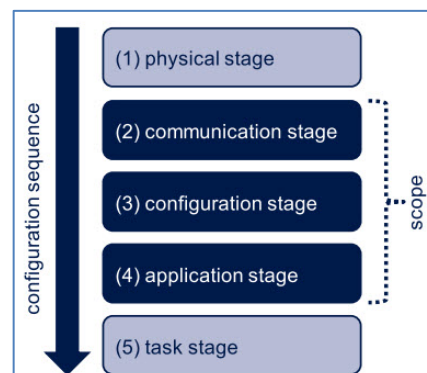 (1) physical stage
(2) communication stage
(3) configuration stage
(4) application stage
(5) task stage
configuration sequence
scope